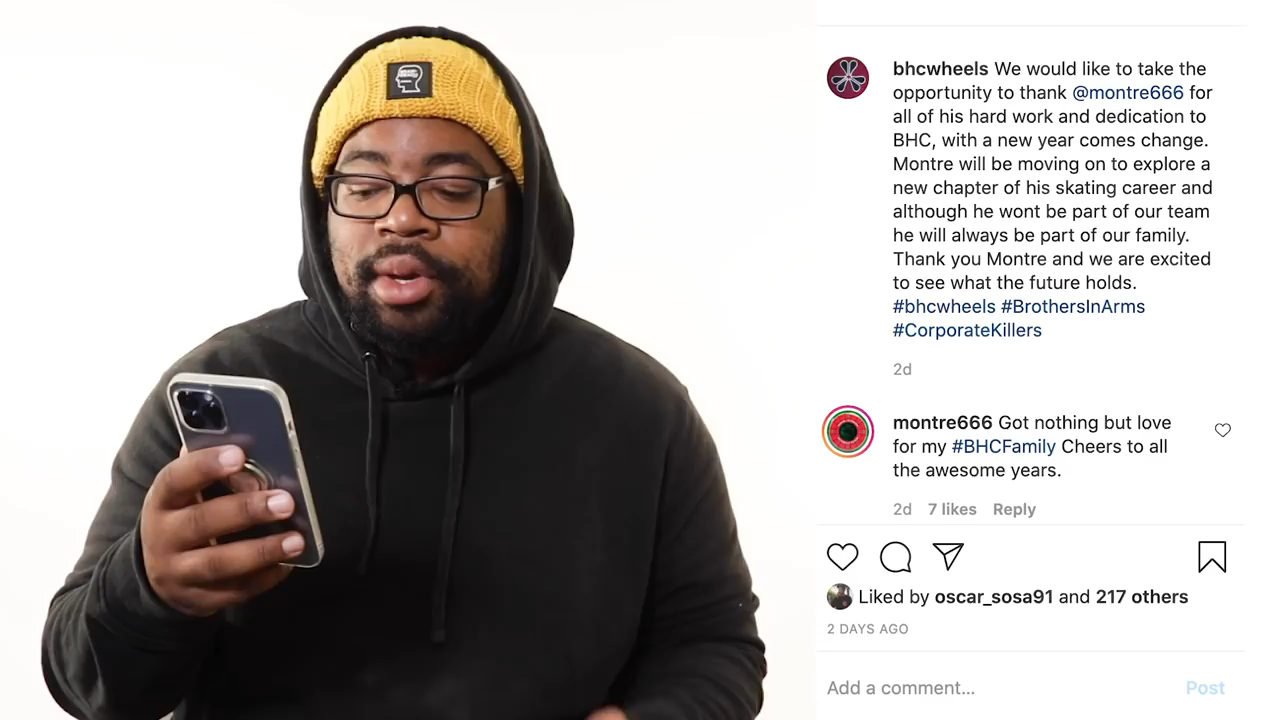 bhcwheels We would like to take the
opportunity to thank @montre666 for
all of his hard work and dedication to
BHC, with a new year comes change.
Montre will be moving on to explore a
new chapter of his skating career and
although he wont be part of our team
he will always be part of our family.
Thank you Montre and we are excited
to see what the future holds.
#bhcwheels #BrothersInArms
#CorporateKillers
2d
montre666 Got nothing but love
for my #BHCFamily Cheers to all
the awesome years.
2d 7 likes Reply
Liked by oscar_sosa91 and 217 others
2 DAYS AGO
Add a comment... Post